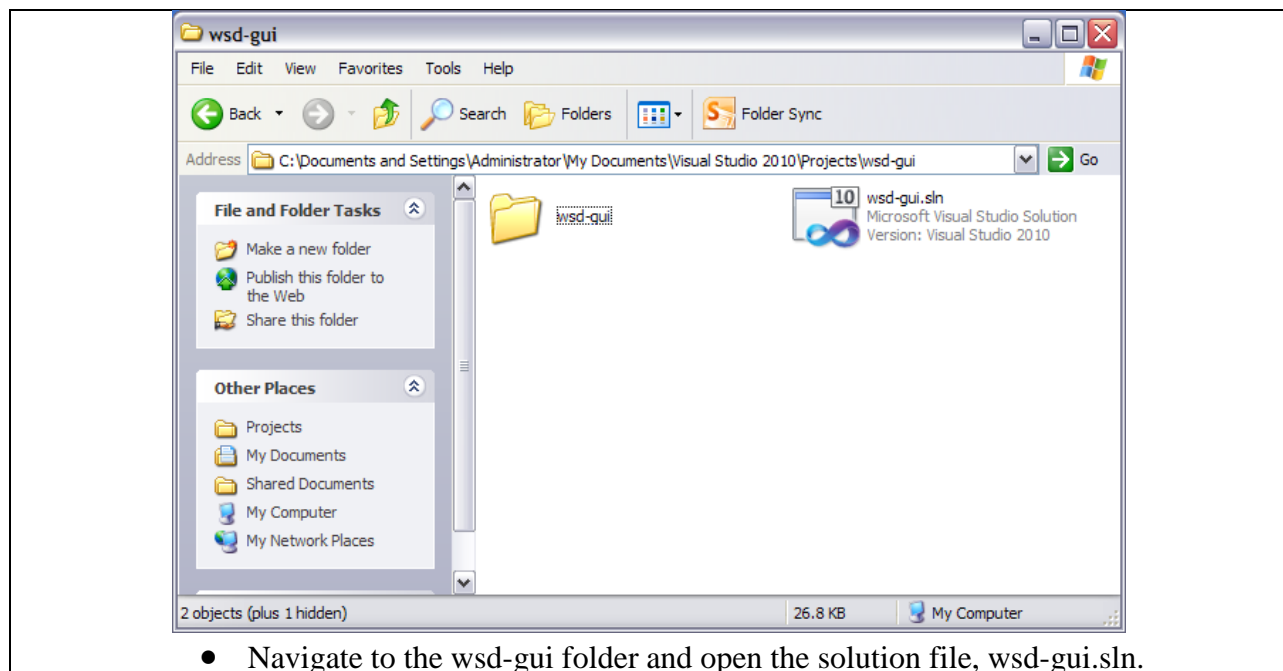 wsd-gui
File Edit View Favorites Tools Help
Back Search Folders Folder Sync
Address C:\Documents and Settings\Administrator\My Documents\Visual Studio 2010\Projects\wsd-gui Go
File and Folder Tasks
Make a new folder
Publish this folder to
the Web
Share this folder
Other Places
Projects
My Documents
Shared Documents
My Computer
My Network Places
wsd-gui
10
wsd-gui.sln
Microsoft Visual Studio Solution
Version: Visual Studio 2010
2 objects (plus 1 hidden) 26.8 KB My Computer
• Navigate to the wsd-gui folder and open the solution file, wsd-gui.sln.